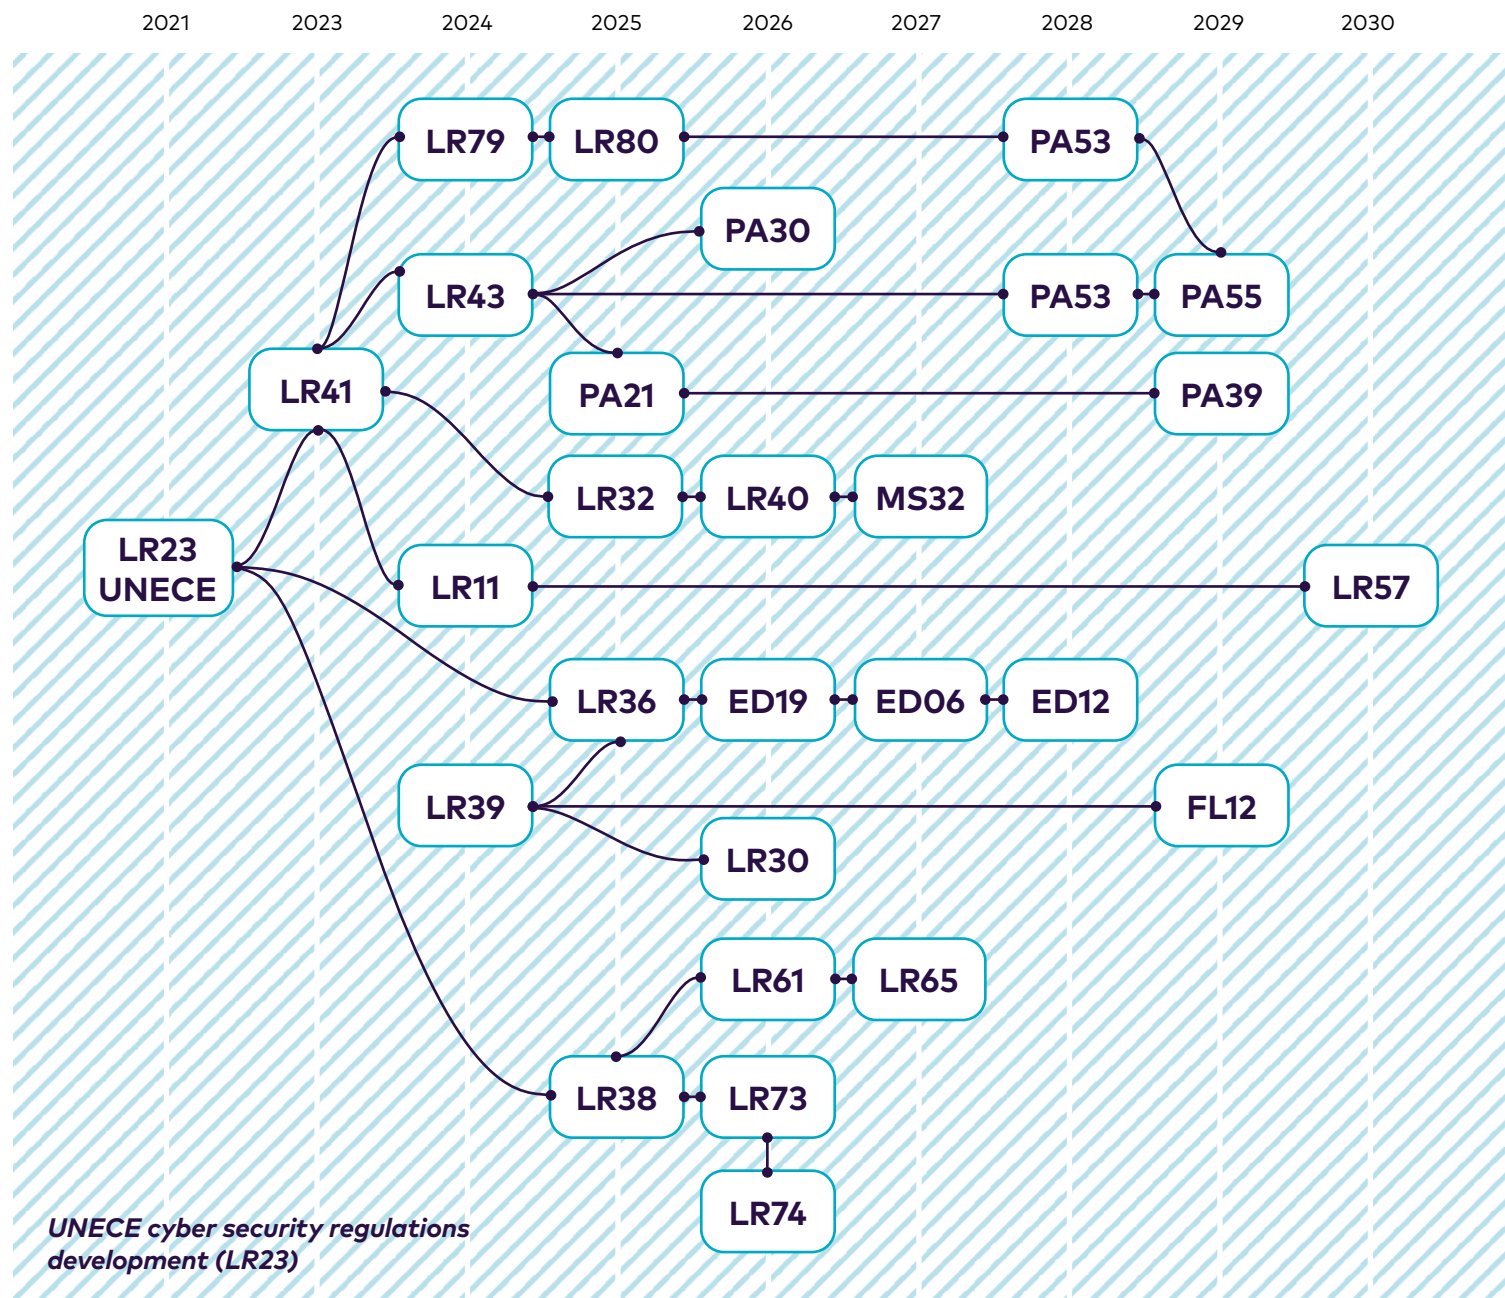 2021 2023 2024 2025 2026 2027 2028 2029 2030
LR79 LR80 PA53
PA30
LR43 PA53 PA55
LR41 PA21 PA39
LR32 LR40 MS32
LR23
UNECE
LR11 LR57
LR36 ED19 ED06 ED12
LR39 FL12
LR30
LR61 LR65
LR38 LR73
LR74
UNECE cyber security regulations
development (LR23)